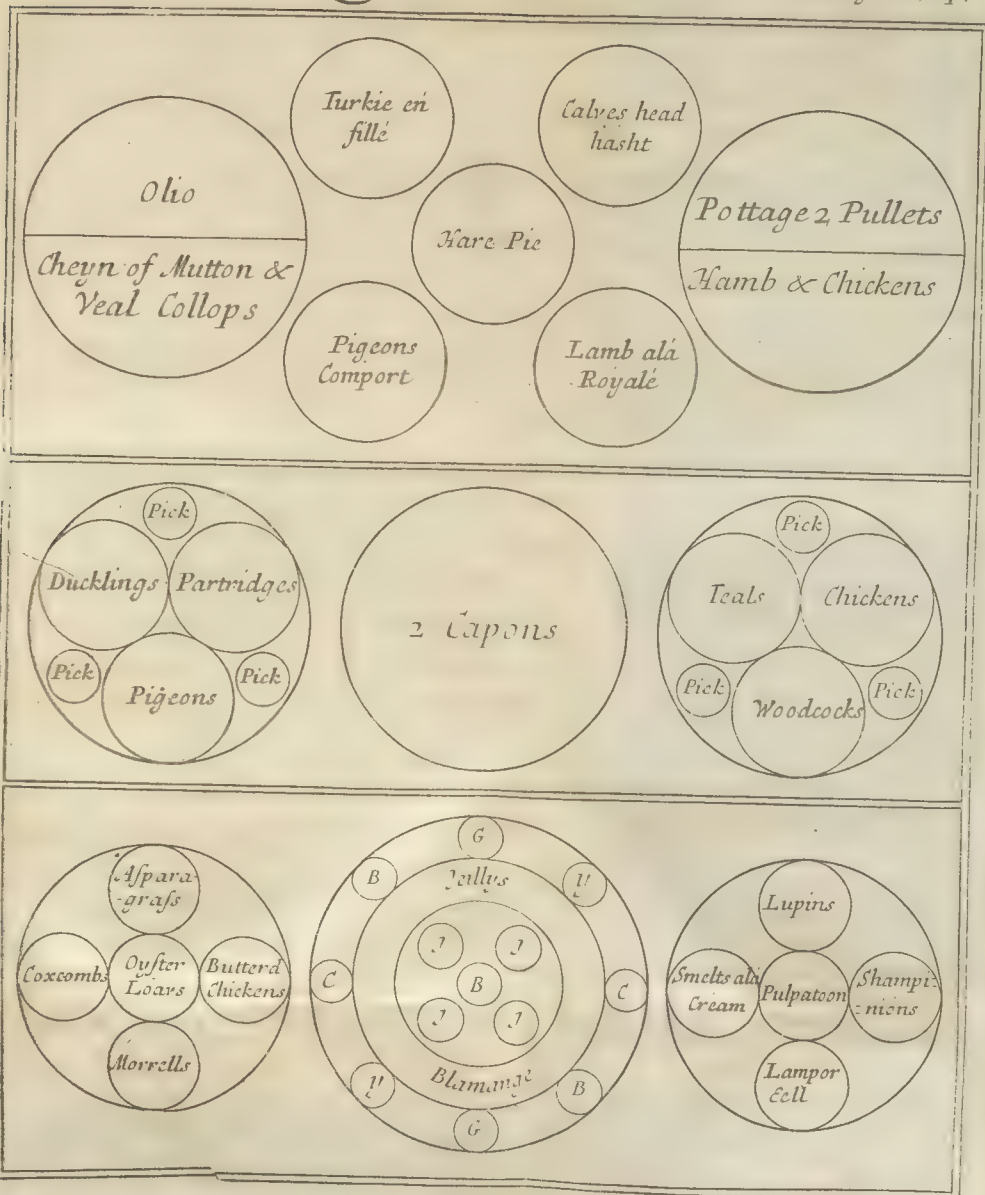 Turkie en
fillé
Calves head
hasht
Olio
Cheyn of Mutton &
Veal Collops
Hare Pie
Pottage 2 Pullets
Hamb & Chickens
Pigeons
Comport
Lamb alá
Royalé
Pick
Ducklings
Partridges
Pick
Pick
Pigeons
2 Capons
Pick
Teals
Chickens
Pick
Pick
Woodcocks
Aſpara-
-graſs
Coxcombs
Oyſter
Loavs
Butterd
Chickens
Morrells
G
B
Y
Jellys
J
J
C
B
C
J
J
Blamange
Y
B
G
Lupins
Smelts alá
Cream
Pulpatoon
Shampi-
=nions
Lampor
Eell